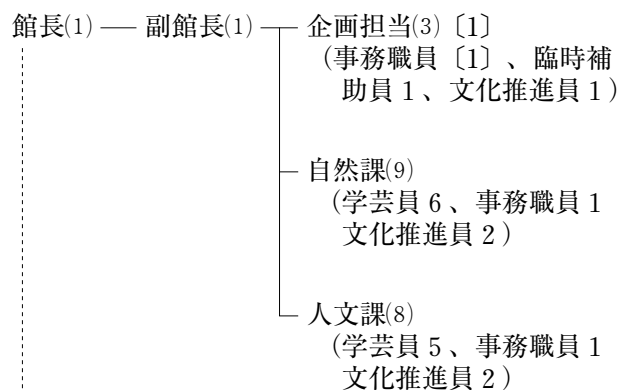 館長(1) ― 副館長(1) 企画担当(3)〔1〕
(事務職員〔1〕、臨時補
助員1、文化推進員1)
自然課(9)
(学芸員6、事務職員1
文化推進員2)
人文課(8)
(学芸員5、事務職員1
文化推進員2)